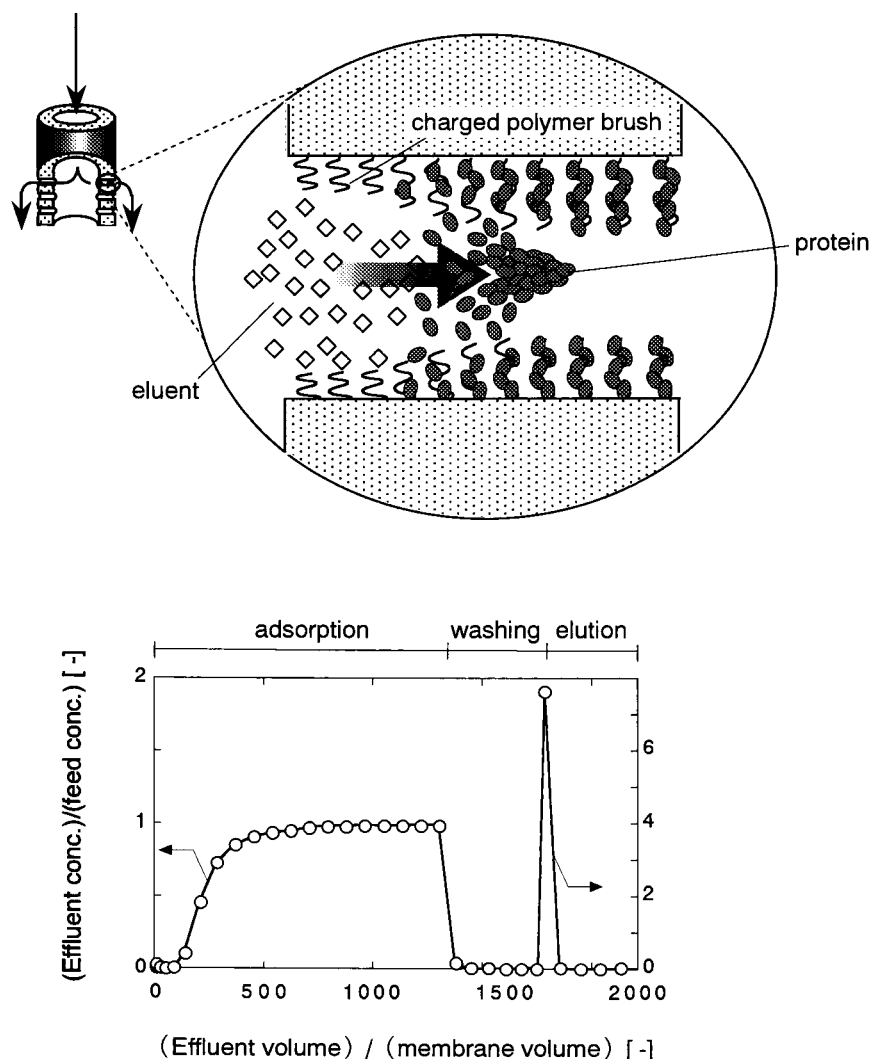 charged polymer brush
protein
eluent
adsorption washing elution
(Effluent conc.)/(feed conc.) [-]
2
1
0
6
4
2
0
0 500 1000 1500 2000
(Effluent volume) / (membrane volume) [-]